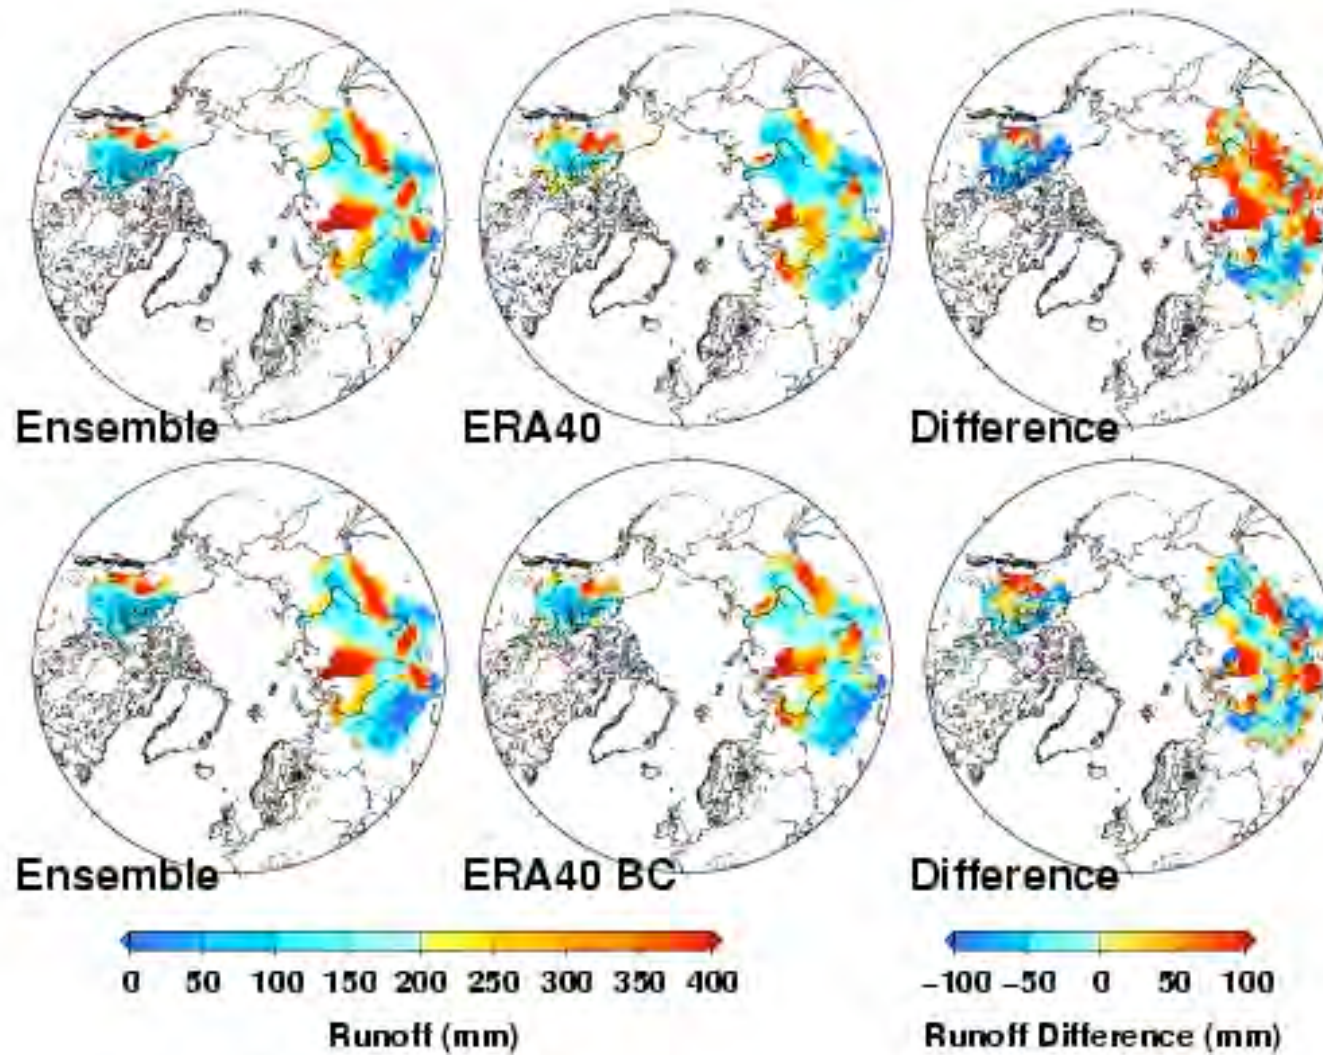 Ensemble ERA40 Difference
Ensemble ERA40 BC Difference
0 50 100 150 200 250 300 350 400 −100 −50 0 50 100
Runoff (mm) Runoff Difference (mm)